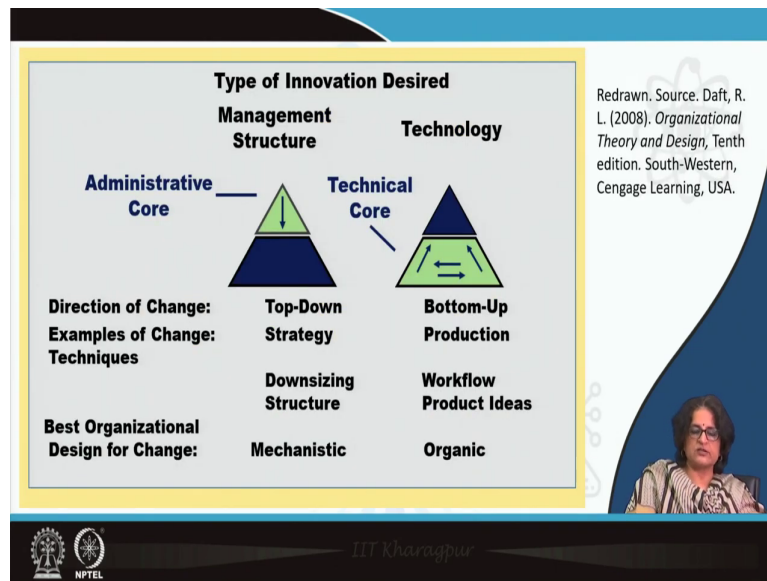 Type of Innovation Desired
Management
Structure
Technology
Administrative
Core
Technical
Core
Direction of Change: Top-Down Bottom-Up
Examples of Change: Strategy Production
Techniques
Downsizing Workflow
Structure Product Ideas
Best Organizational
Design for Change: Mechanistic Organic
Redrawn. Source. Daft, R.
L. (2008). Organizational
Theory and Design, Tenth
edition. South-Western,
Cengage Learning, USA.
IIT Kharagpur
NPTEL